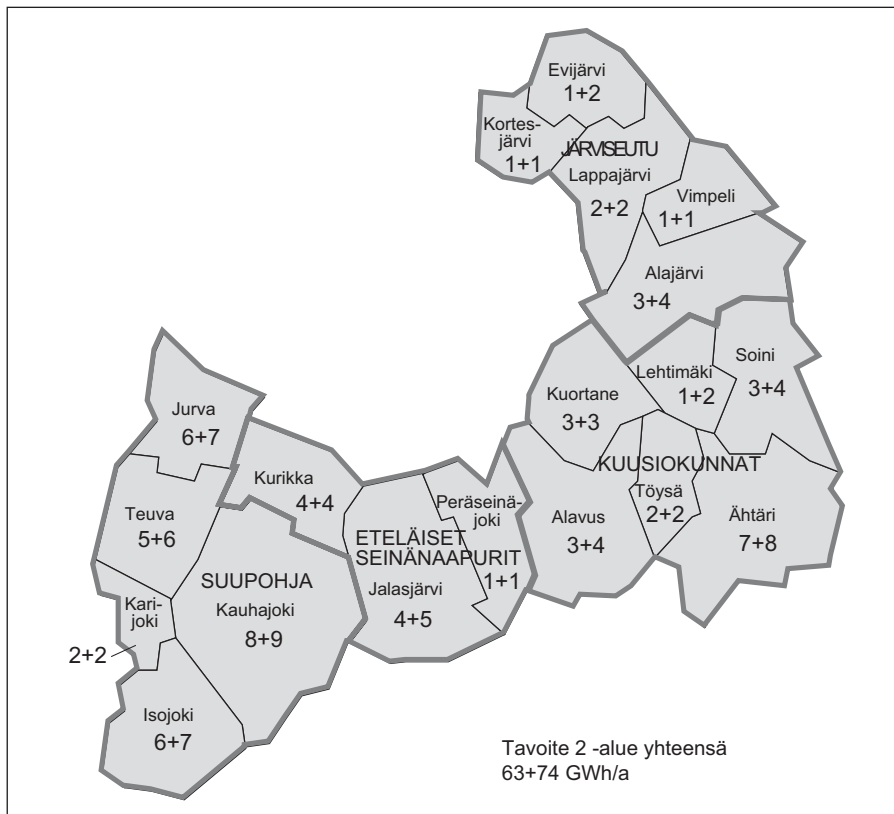 Evijärvi
1+2
Kortes-
järvi
1+1
JÄRVISEUTU
Lappajärvi
2+2
Vimpeli
1+1
Alajärvi
3+4
Soini
3+4
Lehtimäki
1+2
Kuortane
3+3
KUUSIOKUNNAT
Töysä
2+2
Alavus
3+4
Ähtäri
7+8
Jurva
6+7
Kurikka
4+4
Peräseinä-
joki
1+1
Teuva
5+6
ETELÄISET
SEINÄNAAPURIT
Jalasjärvi
4+5
SUUPOHJA
Kauhajoki
8+9
Kari-
joki
2+2
Isojoki
6+7
Tavoite 2 -alue yhteensä
63+74 GWh/a